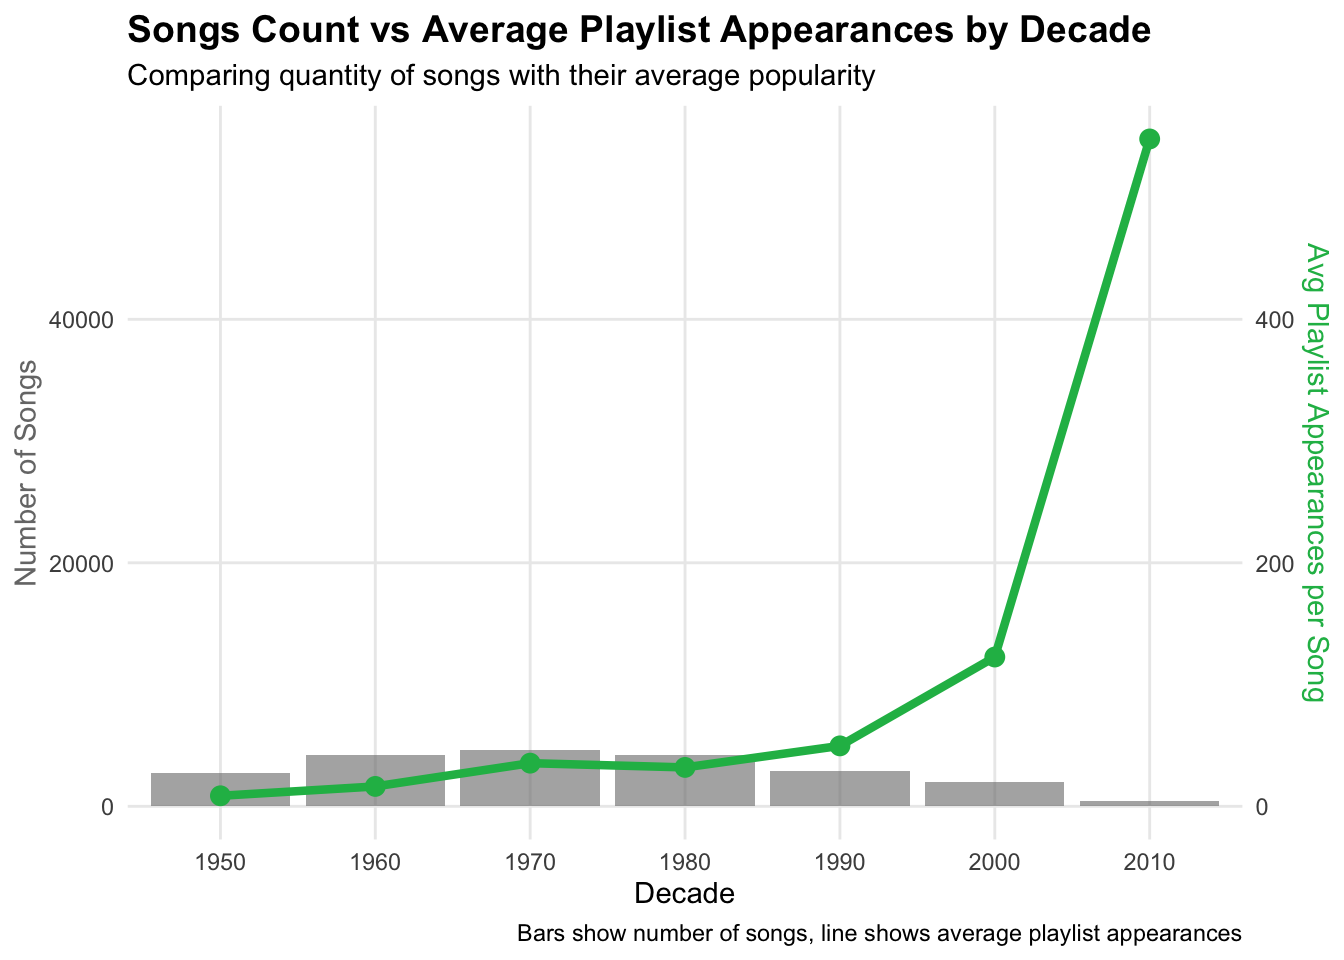 Songs Count vs Average Playlist Appearances by Decade
Comparing quantity of songs with their average popularity
Number of Songs
40000
20000
0
400
200
0
Avg Playlist Appearances per Song
1950 1960 1970 1980 1990 2000 2010
Decade
Bars show number of songs, line shows average playlist appearances